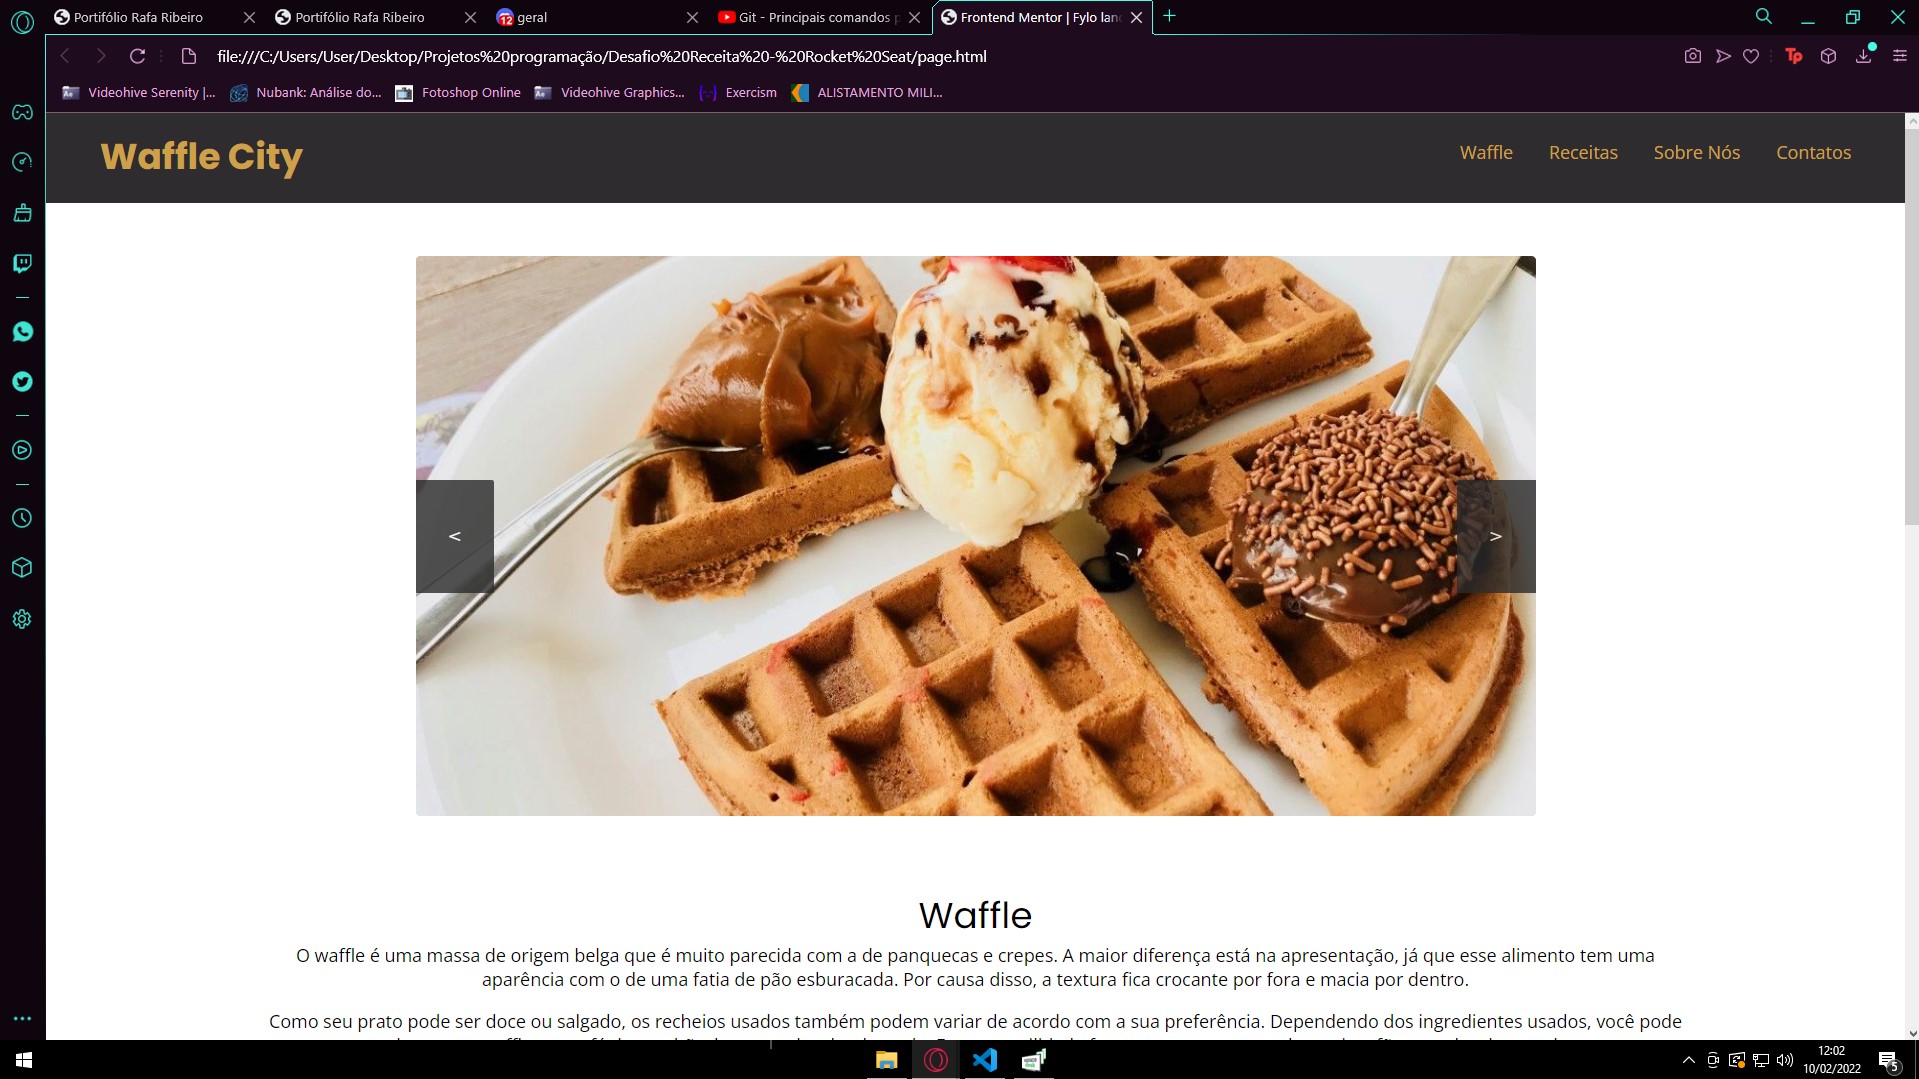 Portifólio Rafa Ribeiro
Portifólio Rafa Ribeiro
12 geral
Git - Principais comandos
Frontend Mentor | Fylo
file:///C:/Users/User/Desktop/Projetos%20programação/Desafio%20Receita%20-%20Rocket%20Seat/page.html
Tp
Videohive Serenity |...
Nubank: Análise do...
Fotoshop Online
Videohive Graphics...
Exercism
ALISTAMENTO MILI...
Waffle City
Waffle
Receitas
Sobre Nós
Contatos
<
>
Waffle
O waffle é uma massa de origem belga que é muito parecida com a de panquecas e crepes. A maior diferença está na apresentação, já que esse alimento tem uma
aparência com o de uma fatia de pão esburacada. Por causa disso, a textura fica crocante por fora e macia por dentro.
Como seu prato pode ser doce ou salgado, os recheios usados também podem variar de acordo com a sua preferência. Dependendo dos ingredientes usados, você pode
12:02
10/02/2022
5